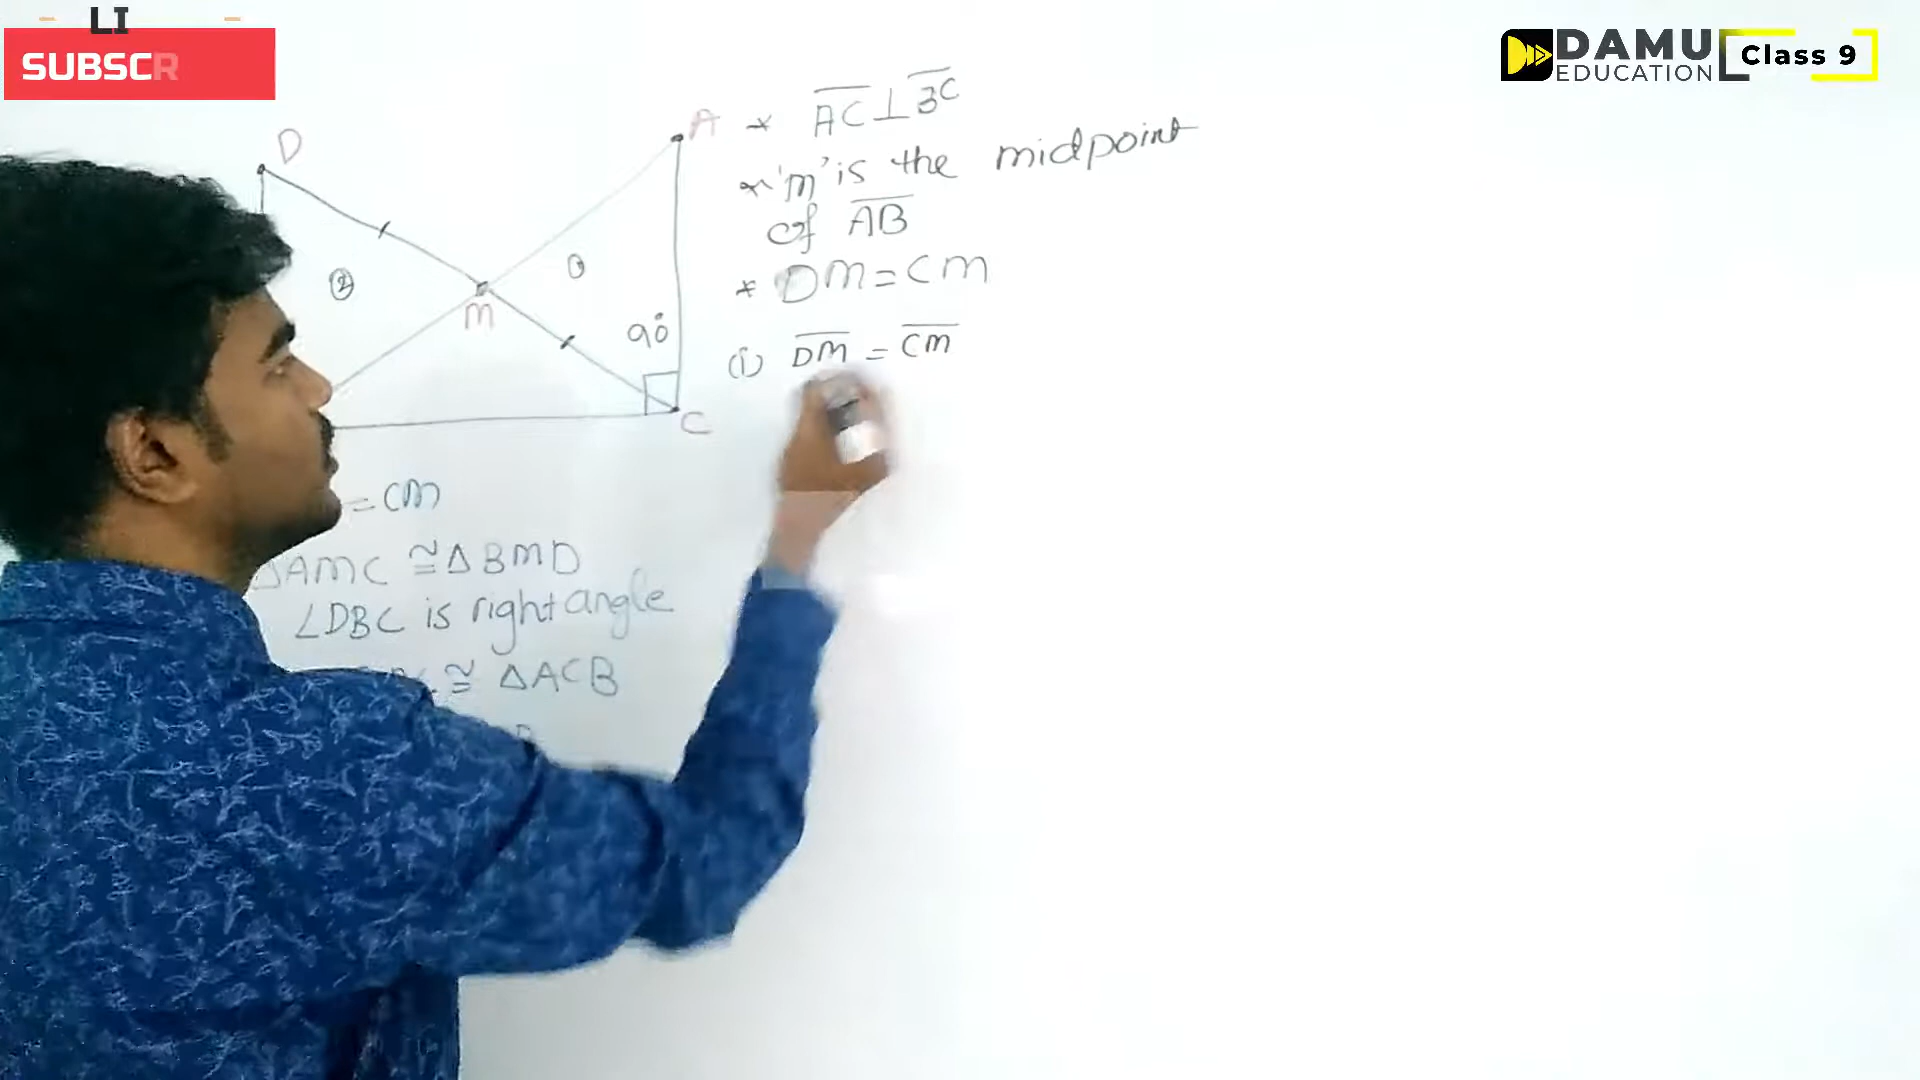 LI
SUBSCR
DAMU
EDUCATION
Class 9
D
A
②
①
M
90°
C
* AC⊥BC
* 'm' is the midpoint
of AB
* DM=CM
(i) DM = CM
=CM
ΔAMC ≅ ΔBMD
∠DBC is right angle
≅ ΔACB